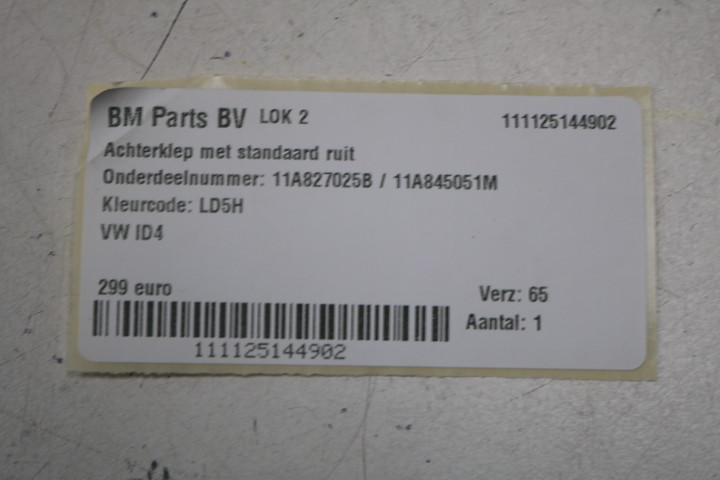 BM Parts BV LOK 2 111125144902
Achterklep met standaard ruit
Onderdeelnummer: 11A827025B / 11A845051M
Kleurcode: LD5H
VW ID4
299 euro
Verz: 65
Aantal: 1
111125144902